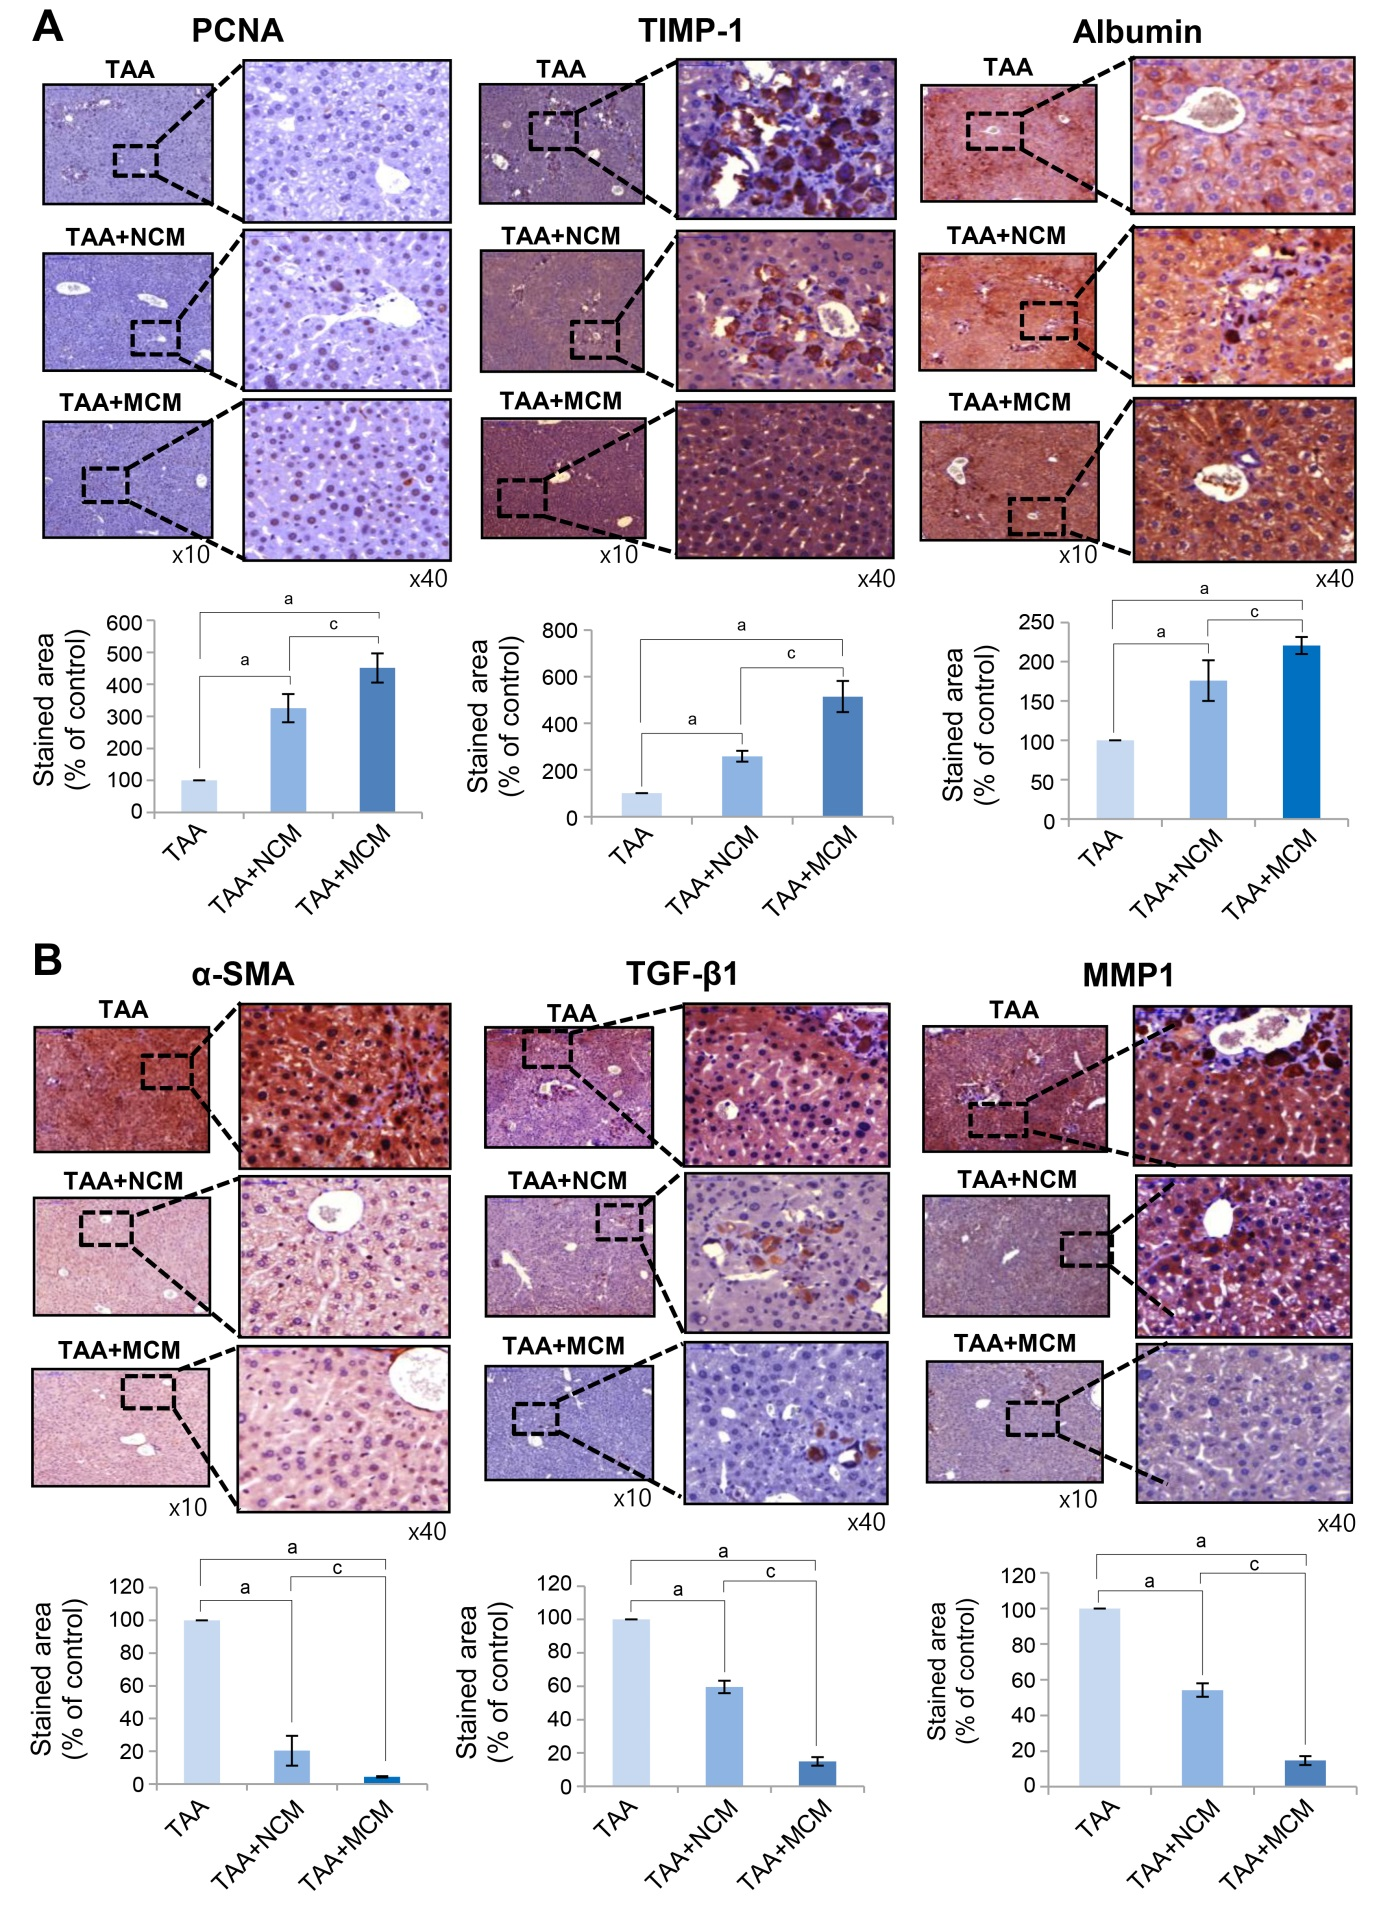 A
PCNA
TIMP-1
Albumin
TAA
TAA
TAA
TAA+NCM
TAA+NCM
TAA+NCM
TAA+MCM
TAA+MCM
TAA+MCM
x10
x10
x10
x40
x40
x40
Stained area
(% of control)
600
500
400
300
200
100
0
a
a
c
TAA
TAA+NCM
TAA+MCM
Stained area
(% of control)
800
600
400
200
0
a
a
c
TAA
TAA+NCM
TAA+MCM
Stained area
(% of control)
250
200
150
100
50
0
a
a
c
TAA
TAA+NCM
TAA+MCM
B
α-SMA
TGF-β1
MMP1
TAA
TAA
TAA
TAA+NCM
TAA+NCM
TAA+NCM
TAA+MCM
TAA+MCM
TAA+MCM
x10
x10
x10
x40
x40
x40
Stained area
(% of control)
120
100
80
60
40
20
0
a
a
c
TAA
TAA+NCM
TAA+MCM
Stained area
(% of control)
120
100
80
60
40
20
0
a
a
c
TAA
TAA+NCM
TAA+MCM
Stained area
(% of control)
120
100
80
60
40
20
0
a
a
c
TAA
TAA+NCM
TAA+MCM